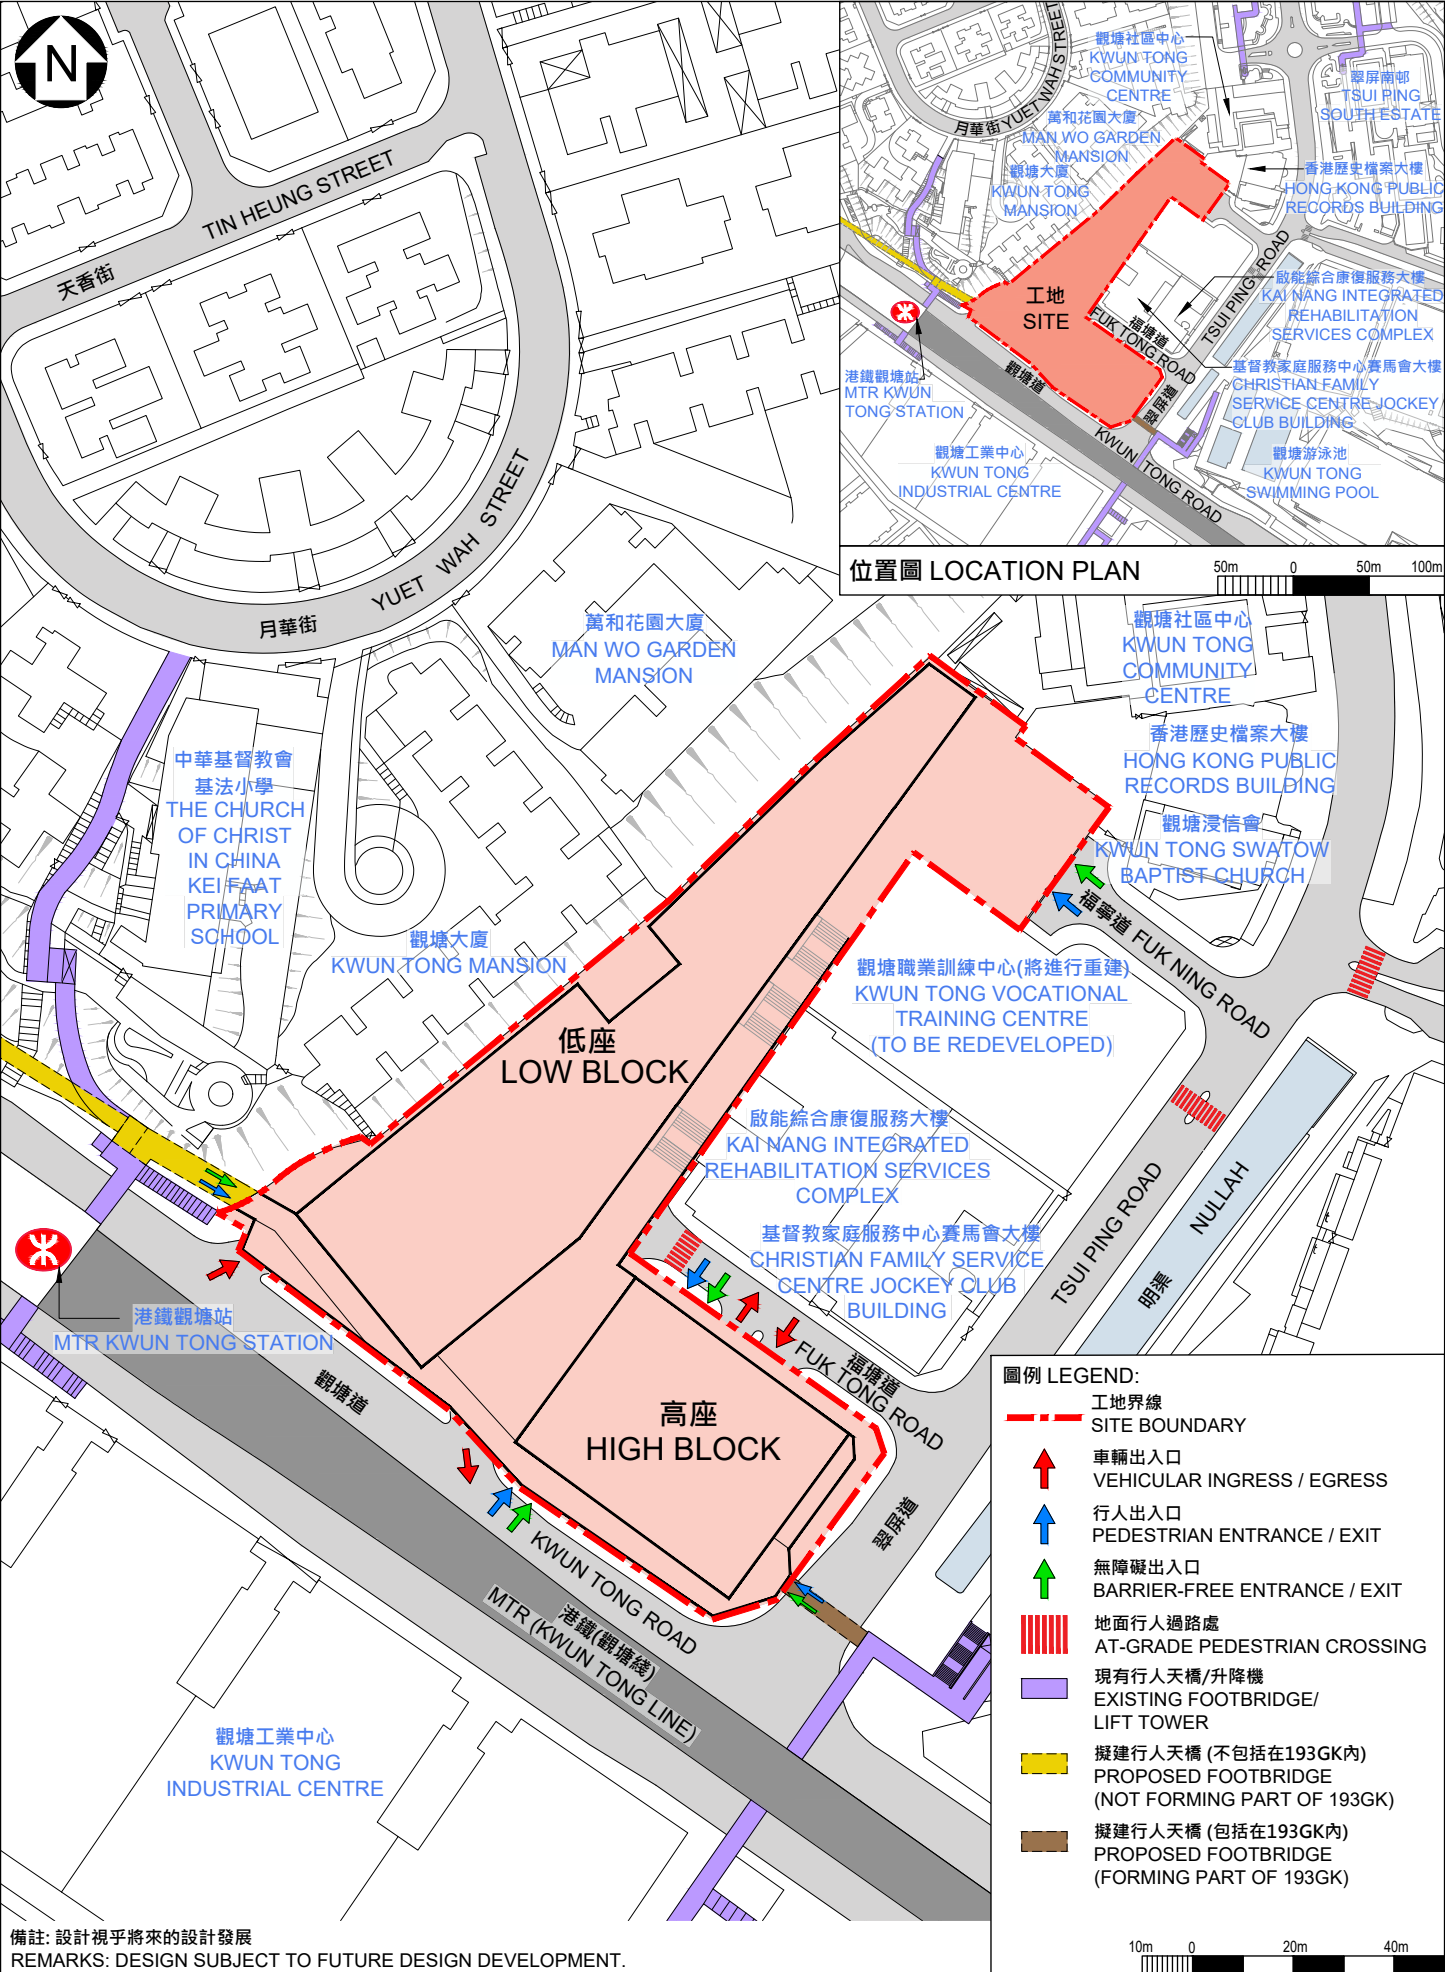 N
天香街
TIN HEUNG STREET
月華街
YUET WAH STREET
萬和花園大廈
MAN WO GARDEN
MANSION
中華基督教會
基法小學
THE CHURCH
OF CHRIST
IN CHINA
KEI FAAT
PRIMARY
SCHOOL
觀塘大廈
KWUN TONG MANSION
觀塘社區中心
KWUN TONG
COMMUNITY
CENTRE
香港歷史檔案大樓
HONG KONG PUBLIC
RECORDS BUILDING
觀塘浸信會
KWUN TONG SWATOW
BAPTIST CHURCH
福寧道 FUK NING ROAD
觀塘職業訓練中心(將進行重建)
KWUN TONG VOCATIONAL
TRAINING CENTRE
(TO BE REDEVELOPED)
低座
LOW BLOCK
啟能綜合康復服務大樓
KAI NANG INTEGRATED
REHABILITATION SERVICES
COMPLEX
基督教家庭服務中心賽馬會大樓
CHRISTIAN FAMILY SERVICE
CENTRE JOCKEY CLUB
BUILDING
TSUI PING ROAD
翠屏道
明渠
NULLAH
福塘道
FUK TONG ROAD
高座
HIGH BLOCK
港鐵觀塘站
MTR KWUN TONG STATION
觀塘道
KWUN TONG ROAD
港鐵(觀塘綫)
MTR (KWUN TONG LINE)
觀塘工業中心
KWUN TONG
INDUSTRIAL CENTRE
備註: 設計視乎將來的設計發展
REMARKS: DESIGN SUBJECT TO FUTURE DESIGN DEVELOPMENT.
觀塘社區中心
KWUN TONG
COMMUNITY
CENTRE
翠屏南邨
TSUI PING
SOUTH ESTATE
月華街 YUET WAH STREET
萬和花園大廈
MAN WO GARDEN
MANSION
觀塘大廈
KWUN TONG
MANSION
香港歷史檔案大樓
HONG KONG PUBLIC
RECORDS BUILDING
工地
SITE
福塘道
FUK TONG ROAD
TSUI PING ROAD
翠屏道
啟能綜合康復服務大樓
KAI NANG INTEGRATED
REHABILITATION
SERVICES COMPLEX
基督教家庭服務中心賽馬會大樓
CHRISTIAN FAMILY
SERVICE CENTRE JOCKEY
CLUB BUILDING
港鐵觀塘站
MTR KWUN
TONG STATION
觀塘道
KWUN TONG ROAD
觀塘工業中心
KWUN TONG
INDUSTRIAL CENTRE
觀塘游泳池
KWUN TONG
SWIMMING POOL
位置圖 LOCATION PLAN
50m 0 50m 100m
圖例 LEGEND:
工地界線
SITE BOUNDARY
車輛出入口
VEHICULAR INGRESS / EGRESS
行人出入口
PEDESTRIAN ENTRANCE / EXIT
無障礙出入口
BARRIER-FREE ENTRANCE / EXIT
地面行人過路處
AT-GRADE PEDESTRIAN CROSSING
現有行人天橋/升降機
EXISTING FOOTBRIDGE/
LIFT TOWER
擬建行人天橋 (不包括在193GK內)
PROPOSED FOOTBRIDGE
(NOT FORMING PART OF 193GK)
擬建行人天橋 (包括在193GK內)
PROPOSED FOOTBRIDGE
(FORMING PART OF 193GK)
10m 0 20m 40m